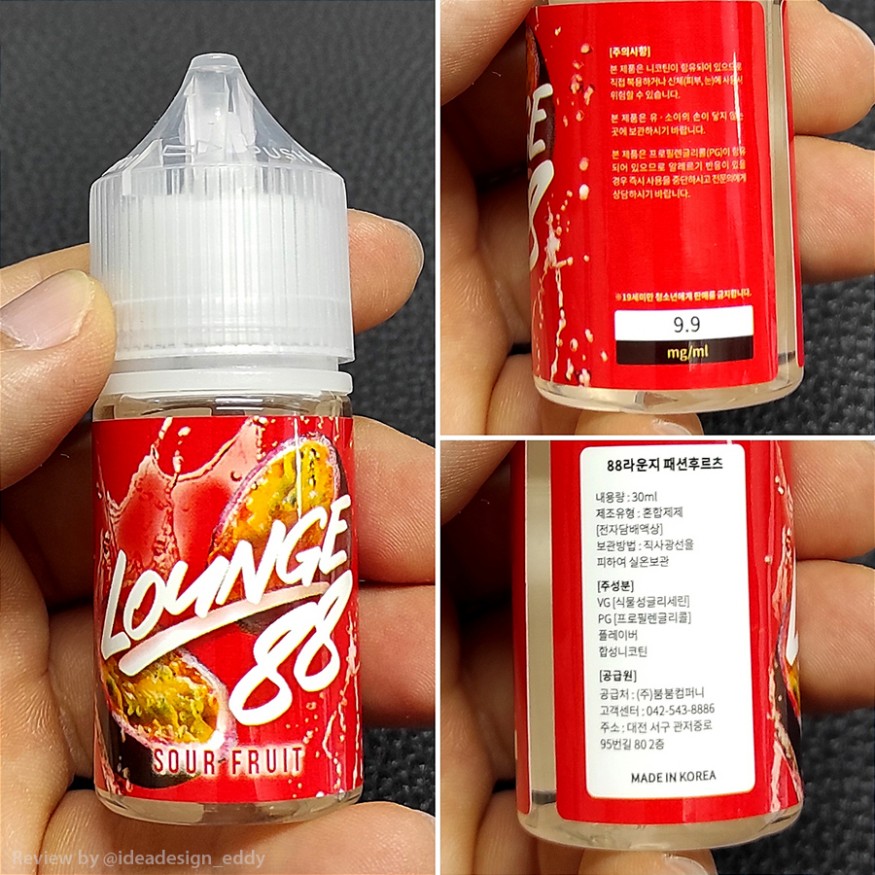 PUSH
LOUNGE
88
SOUR FRUIT
Review by @ideadesign_eddy
[주의사항]
본 제품은 니코틴이 함유되어 있으므로
직접 복용하거나 신체(피부, 눈)에 사용시
위험할 수 있습니다.
본 제품은 유·소아의 손이 닿지 않는
곳에 보관하시기 바랍니다.
본 제품은 프로필렌글리콜(PG)이 함유
되어 있으므로 알레르기 반응이 있을
경우 즉시 사용을 중단하시고 전문의에게
상담하시기 바랍니다.
※19세미만 청소년에게 판매를 금지합니다.
9.9
mg/ml
88라운지 패션후르츠
내용량 : 30ml
제조유형 : 혼합제제
[전자담배액상]
보관방법 : 직사광선을
피하여 실온보관
[주성분]
VG [식물성글리세린]
PG [프로필렌글리콜]
플레이버
합성니코틴
[공급원]
공급처 : (주)붐붐컴퍼니
고객센터 : 042-543-8886
주소 : 대전 서구 관저중로
95번길 80 2층
MADE IN KOREA